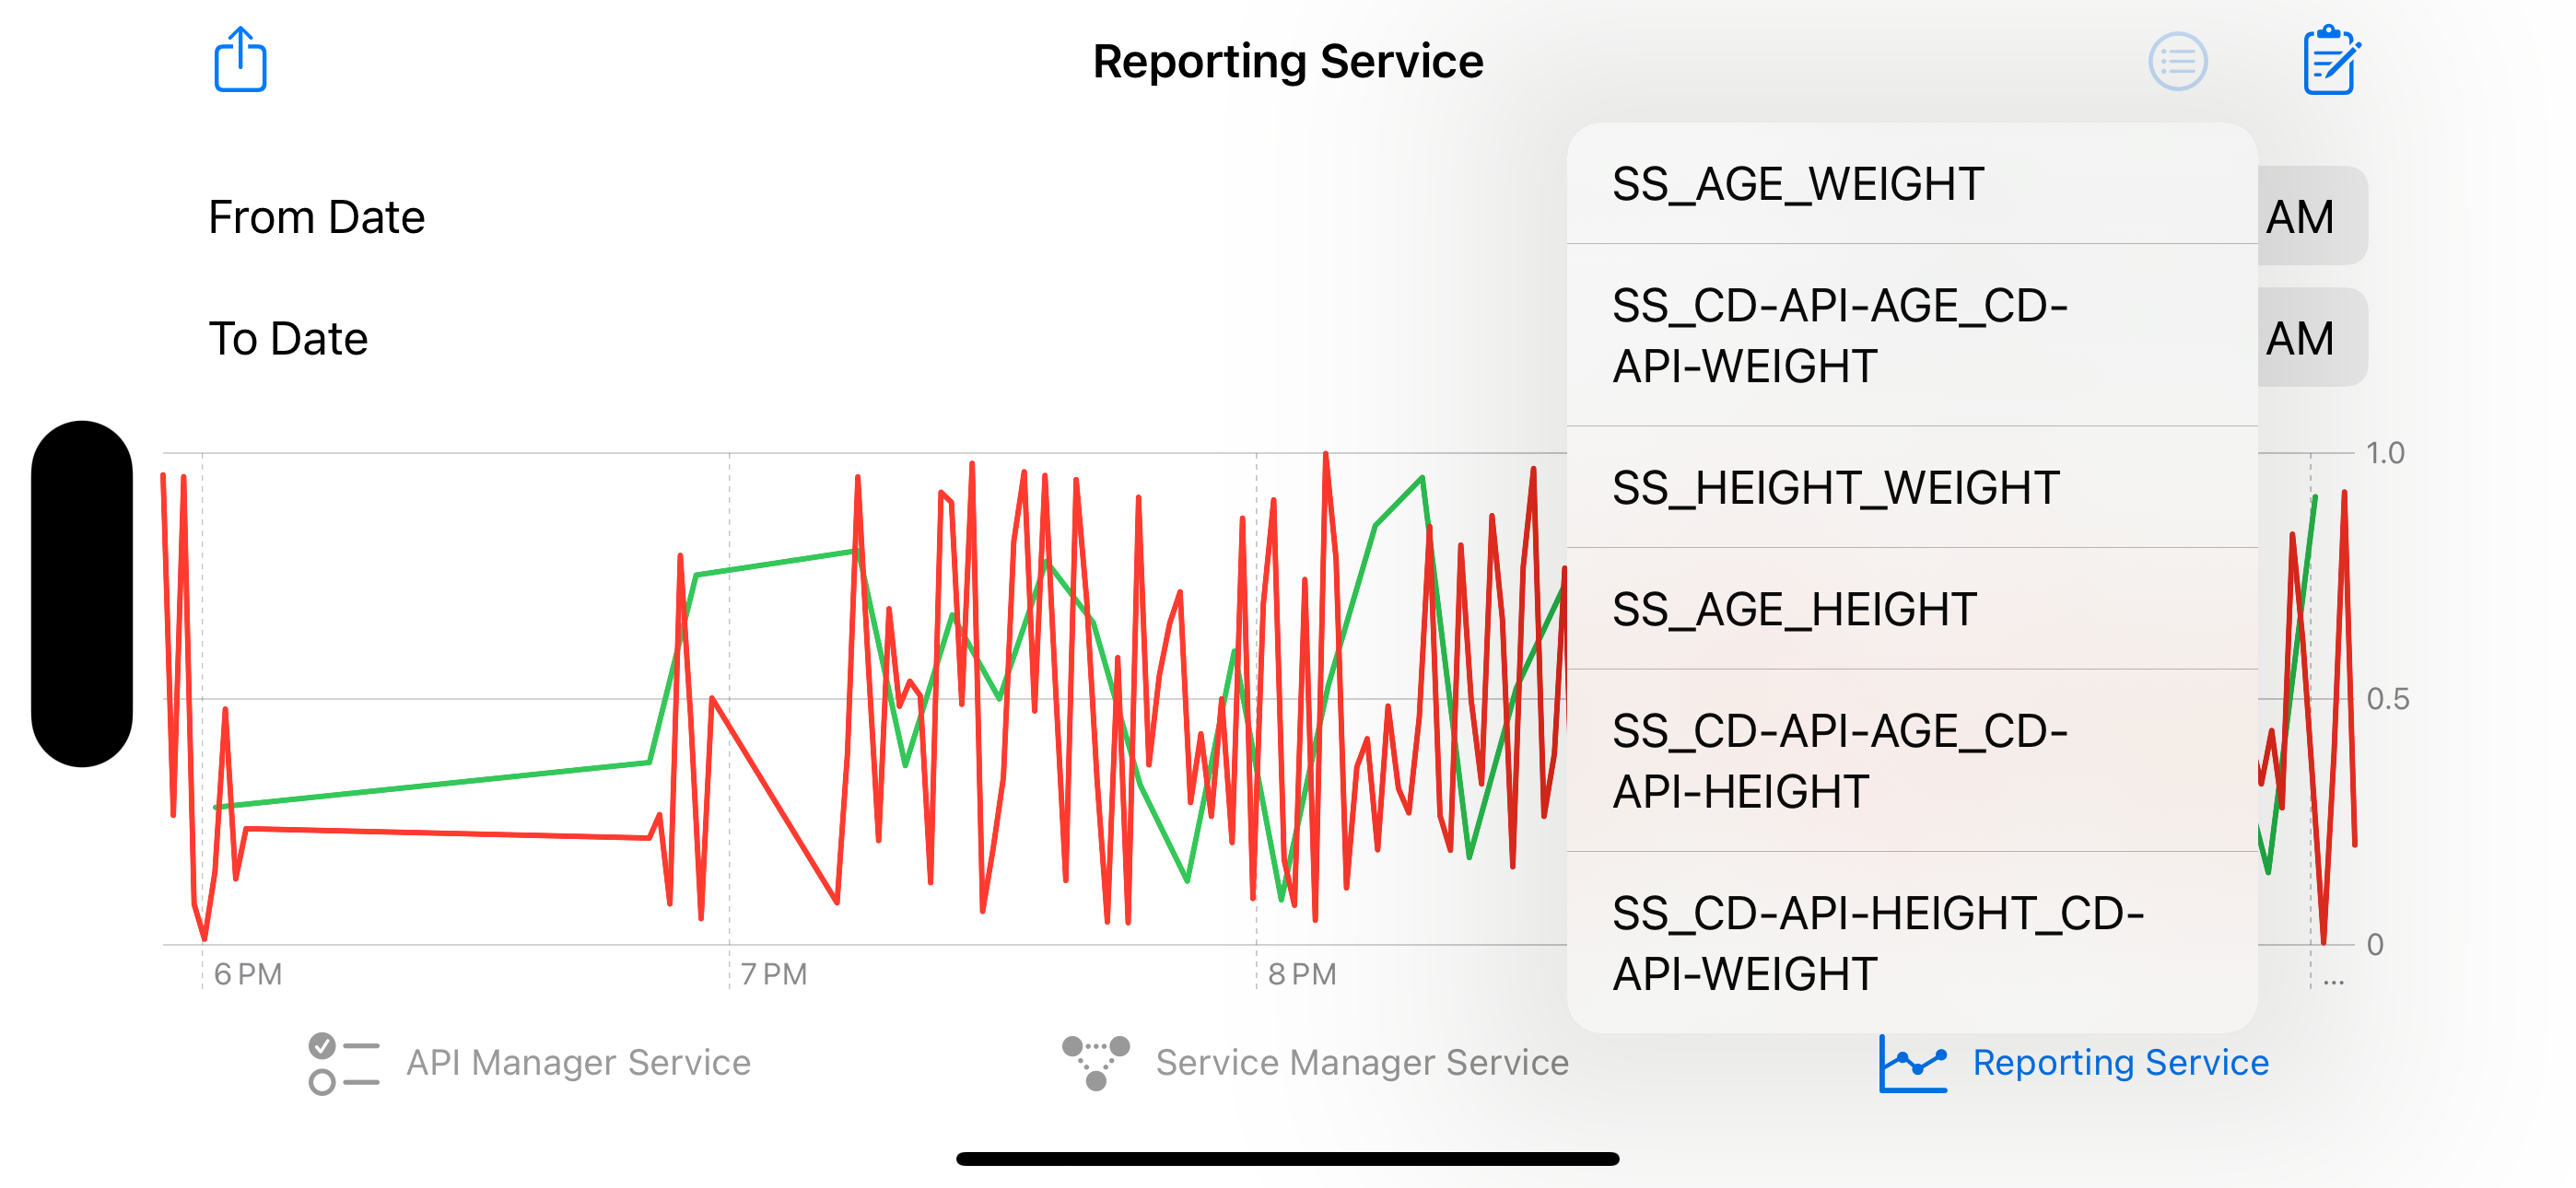 Reporting Service
SS_AGE_WEIGHT
From Date
AM
SS_CD-API-AGE_CD-
API-WEIGHT
To Date
AM
SS_HEIGHT_WEIGHT
SS_AGE_HEIGHT
SS_CD-API-AGE_CD-
API-HEIGHT
SS_CD-API-HEIGHT_CD-
API-WEIGHT
1.0
0.5
0
6 PM
7 PM
8 PM
...
API Manager Service
Service Manager Service
Reporting Service